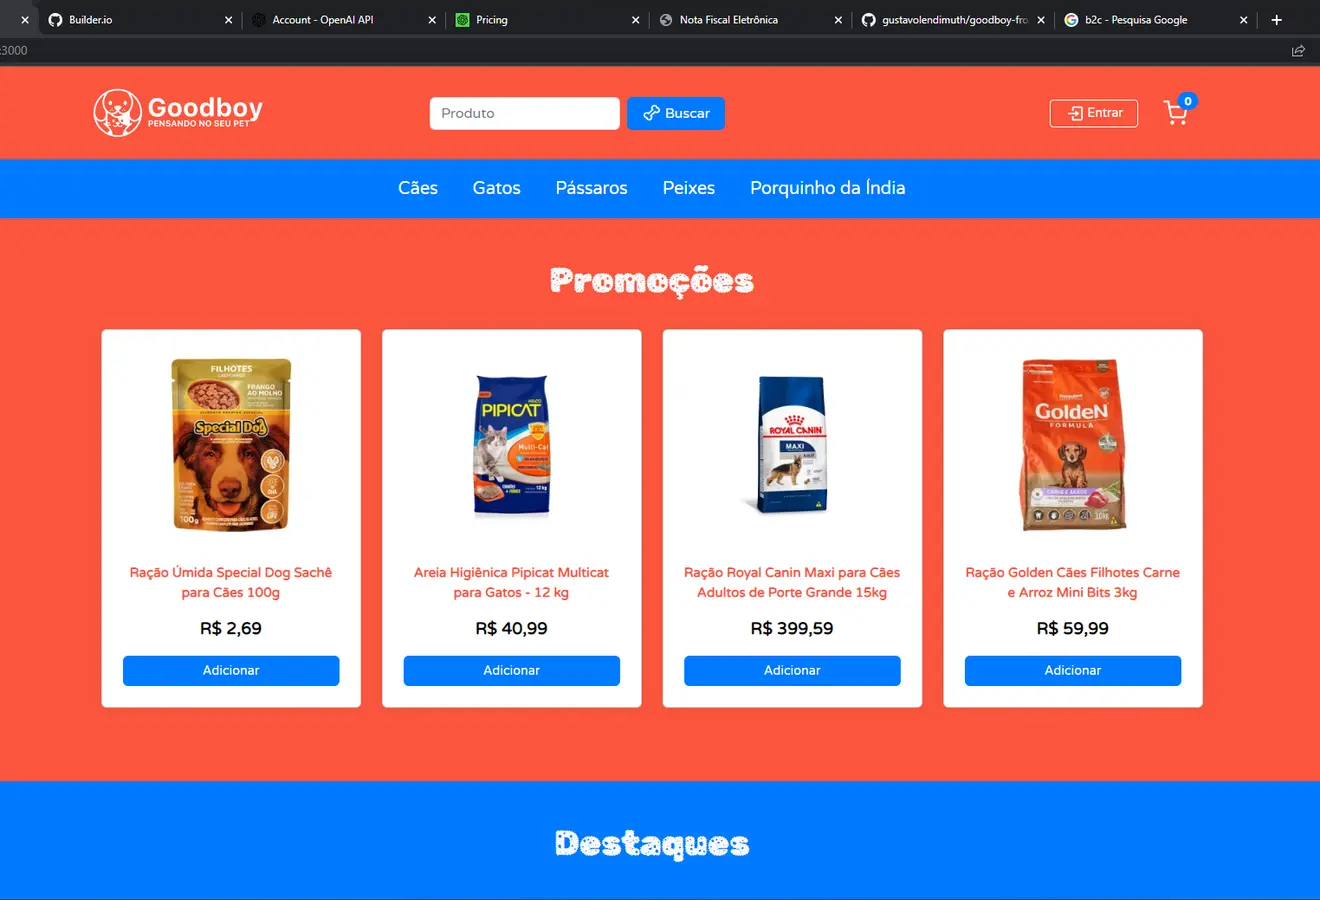 Builder.io
Account - OpenAI API
Pricing
Nota Fiscal Eletrônica
gustavolendimuth/goodboy-fro
b2c - Pesquisa Google
:3000
Goodboy
PENSANDO NO SEU PET
Produto
Buscar
Entrar
0
Cães
Gatos
Pássaros
Peixes
Porquinho da Índia
Promoções
FILHOTES
FRANGO
AO MOLHO
Special Dog
100g
PIPICAT
Multi-Cat
12 kg
ROYAL CANIN
MAXI
GoldeN
FORMULA
CARNE E ARROZ
Ração Úmida Special Dog Sachê
para Cães 100g
R$ 2,69
Adicionar
Areia Higiênica Pipicat Multicat
para Gatos - 12 kg
R$ 40,99
Adicionar
Ração Royal Canin Maxi para Cães
Adultos de Porte Grande 15kg
R$ 399,59
Adicionar
Ração Golden Cães Filhotes Carne
e Arroz Mini Bits 3kg
R$ 59,99
Adicionar
Destaques